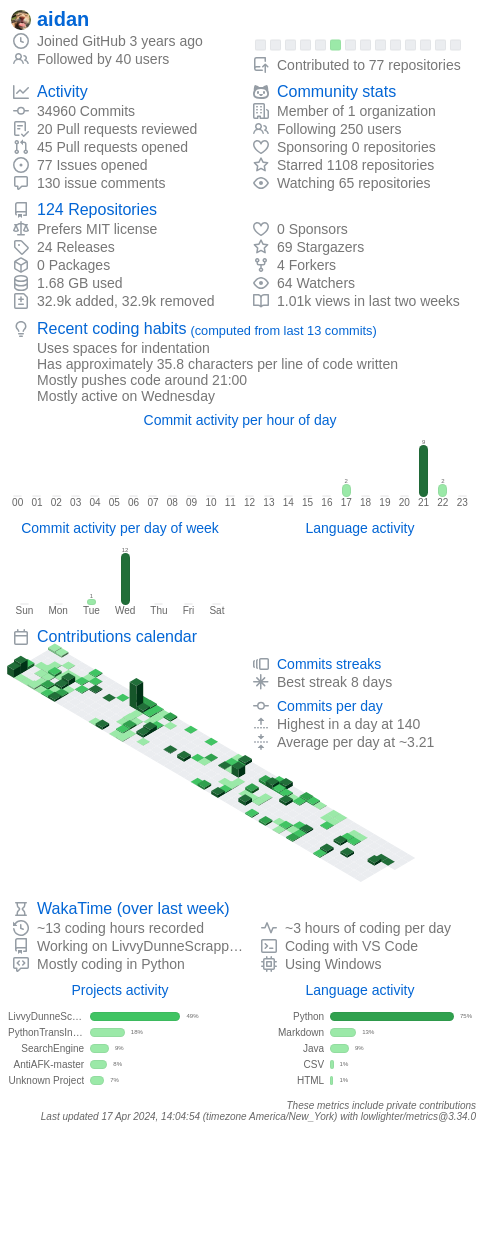 aidan
Joined GitHub 3 years ago
Followed by 40 users
Contributed to 77 repositories
Activity
34960 Commits
20 Pull requests reviewed
45 Pull requests opened
77 Issues opened
130 issue comments
Community stats
Member of 1 organization
Following 250 users
Sponsoring 0 repositories
Starred 1108 repositories
Watching 65 repositories
124 Repositories
Prefers MIT license
24 Releases
0 Packages
1.68 GB used
32.9k added, 32.9k removed
0 Sponsors
69 Stargazers
4 Forkers
64 Watchers
1.01k views in last two weeks
Recent coding habits (computed from last 13 commits)
Uses spaces for indentation
Has approximately 35.8 characters per line of code written
Mostly pushes code around 21:00
Mostly active on Wednesday
Commit activity per hour of day
2 9 2
00 01 02 03 04 05 06 07 08 09 10 11 12 13 14 15 16 17 18 19 20 21 22 23
Commit activity per day of week
1 12
Sun Mon Tue Wed Thu Fri Sat
Language activity
Contributions calendar
Commits streaks
Best streak 8 days
Commits per day
Highest in a day at 140
Average per day at ~3.21
WakaTime (over last week)
~13 coding hours recorded
Working on LivvyDunneScrapp…
Mostly coding in Python
~3 hours of coding per day
Coding with VS Code
Using Windows
Projects activity
LivvyDunneSc… 49%
PythonTransIn… 18%
SearchEngine 9%
AntiAFK-master 8%
Unknown Project 7%
Language activity
Python 75%
Markdown 13%
Java 9%
CSV 1%
HTML 1%
These metrics include private contributions
Last updated 17 Apr 2024, 14:04:54 (timezone America/New_York) with lowlighter/metrics@3.34.0